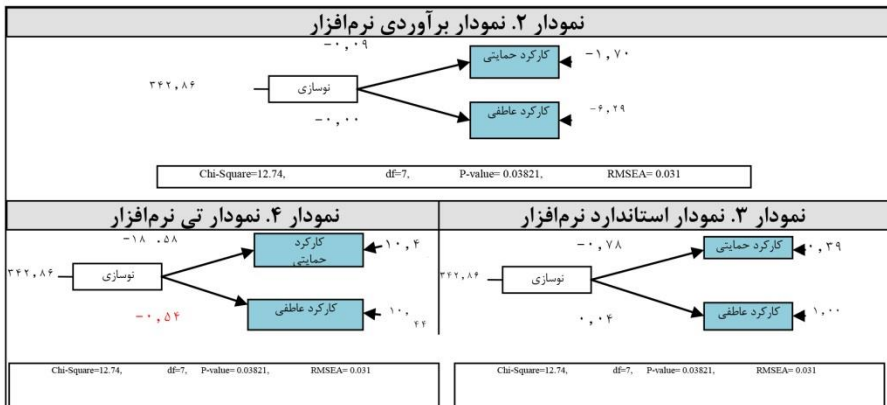 نمودار ۲. نمودار برآوردی نرم‌افزار
-۰,۰۹
کارکرد حمایتی
-۱,۷۰
۳۴۲,۸۶
نوسازی
-۰,۰۰
کارکرد عاطفی
-۶,۲۹
Chi-Square=12.74, df=7, P-value= 0.03821, RMSEA= 0.031
نمودار ۳. نمودار استاندارد نرم‌افزار
-۰,۷۸
کارکرد حمایتی
۰,۳۹
۳۴۲,۸۶
نوسازی
۰,۰۴
کارکرد عاطفی
۱,۰۰
Chi-Square=12.74, df=7, P-value= 0.03821, RMSEA= 0.031
نمودار ۴. نمودار تی نرم‌افزار
-۱۸.۵۸
کارکرد
حمایتی
۱۰,۴
۳۴۲,۸۶
نوسازی
-۰,۵۴
کارکرد عاطفی
۱۰,
۴۴
Chi-Square=12.74, df=7, P-value= 0.03821, RMSEA= 0.031